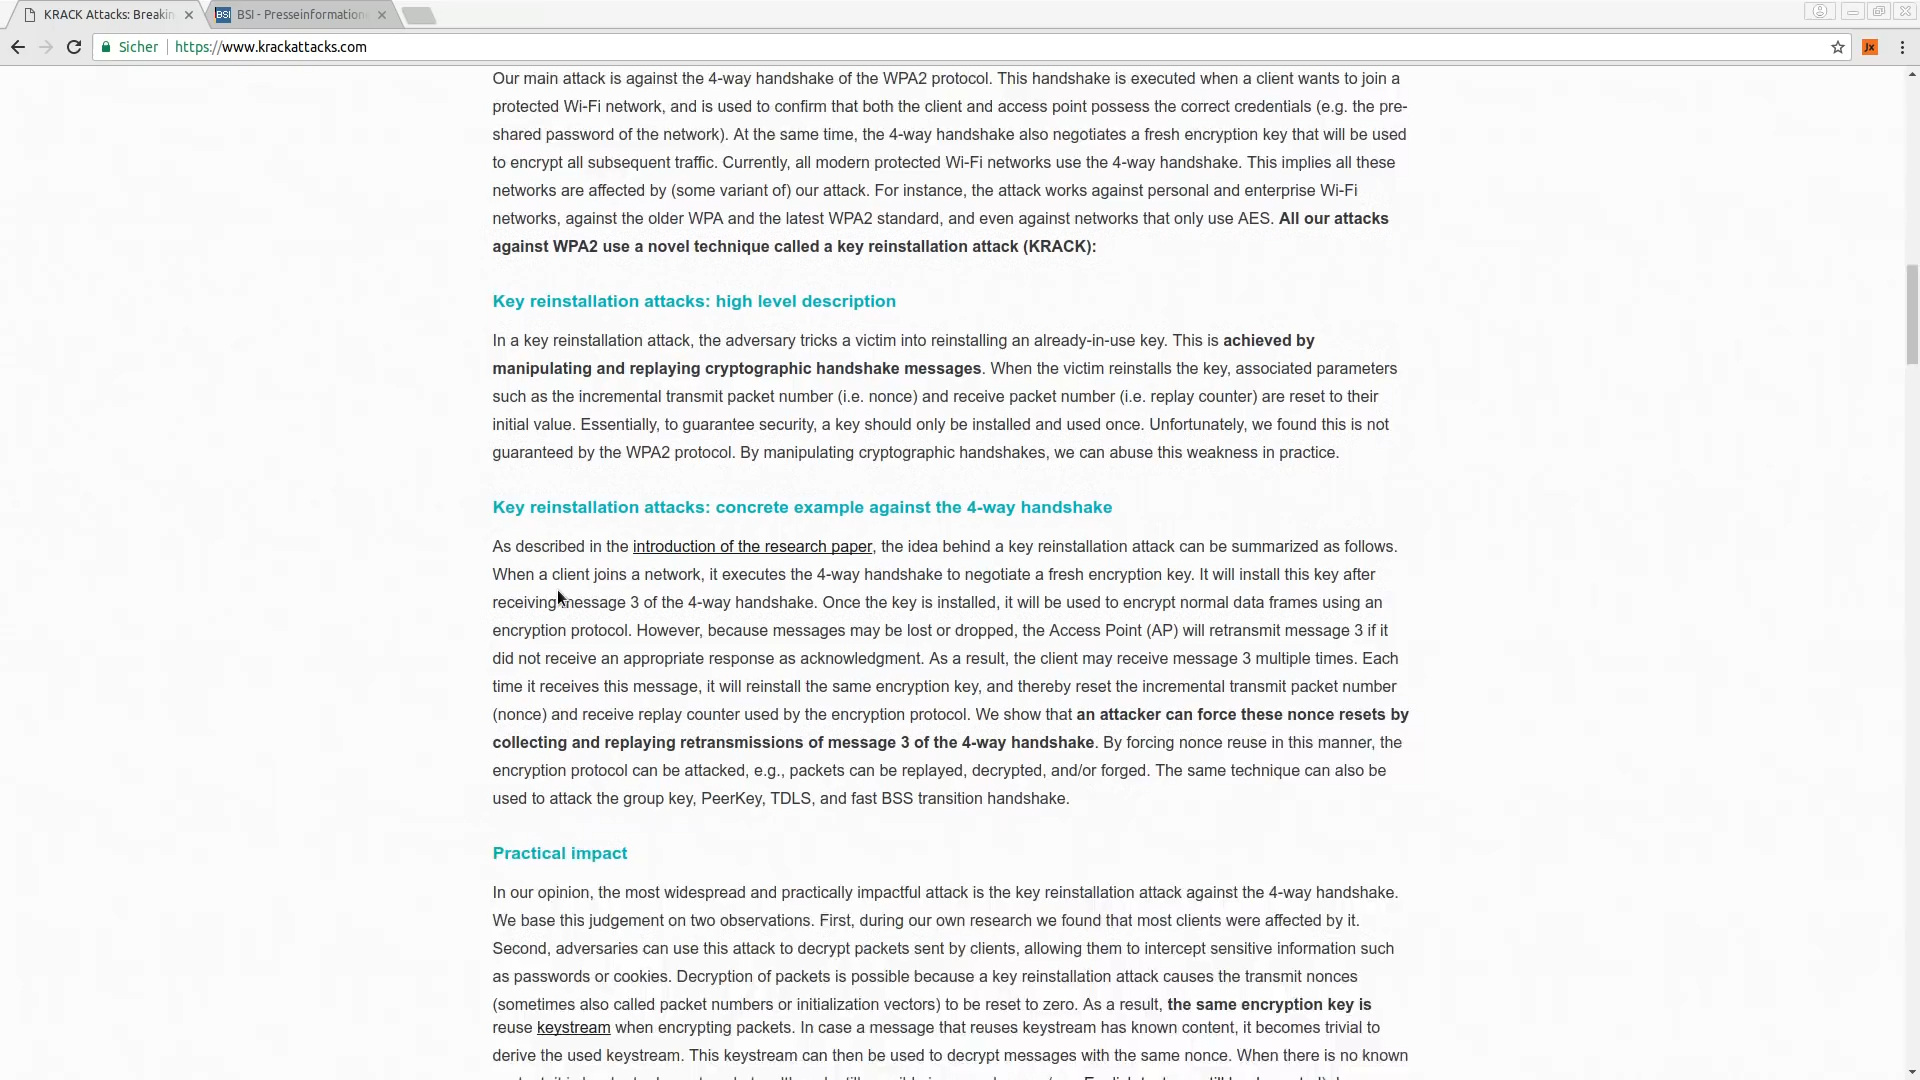 KRACK Attacks: Breakin
BSI - Presseinformation
Sicher
https://www.krackattacks.com
Jx
Our main attack is against the 4-way handshake of the WPA2 protocol. This handshake is executed when a client wants to join a
protected Wi-Fi network, and is used to confirm that both the client and access point possess the correct credentials (e.g. the pre-
shared password of the network). At the same time, the 4-way handshake also negotiates a fresh encryption key that will be used
to encrypt all subsequent traffic. Currently, all modern protected Wi-Fi networks use the 4-way handshake. This implies all these
networks are affected by (some variant of) our attack. For instance, the attack works against personal and enterprise Wi-Fi
networks, against the older WPA and the latest WPA2 standard, and even against networks that only use AES. All our attacks
against WPA2 use a novel technique called a key reinstallation attack (KRACK):
Key reinstallation attacks: high level description
In a key reinstallation attack, the adversary tricks a victim into reinstalling an already-in-use key. This is achieved by
manipulating and replaying cryptographic handshake messages. When the victim reinstalls the key, associated parameters
such as the incremental transmit packet number (i.e. nonce) and receive packet number (i.e. replay counter) are reset to their
initial value. Essentially, to guarantee security, a key should only be installed and used once. Unfortunately, we found this is not
guaranteed by the WPA2 protocol. By manipulating cryptographic handshakes, we can abuse this weakness in practice.
Key reinstallation attacks: concrete example against the 4-way handshake
As described in the introduction of the research paper, the idea behind a key reinstallation attack can be summarized as follows.
When a client joins a network, it executes the 4-way handshake to negotiate a fresh encryption key. It will install this key after
receiving message 3 of the 4-way handshake. Once the key is installed, it will be used to encrypt normal data frames using an
encryption protocol. However, because messages may be lost or dropped, the Access Point (AP) will retransmit message 3 if it
did not receive an appropriate response as acknowledgment. As a result, the client may receive message 3 multiple times. Each
time it receives this message, it will reinstall the same encryption key, and thereby reset the incremental transmit packet number
(nonce) and receive replay counter used by the encryption protocol. We show that an attacker can force these nonce resets by
collecting and replaying retransmissions of message 3 of the 4-way handshake. By forcing nonce reuse in this manner, the
encryption protocol can be attacked, e.g., packets can be replayed, decrypted, and/or forged. The same technique can also be
used to attack the group key, PeerKey, TDLS, and fast BSS transition handshake.
Practical impact
In our opinion, the most widespread and practically impactful attack is the key reinstallation attack against the 4-way handshake.
We base this judgement on two observations. First, during our own research we found that most clients were affected by it.
Second, adversaries can use this attack to decrypt packets sent by clients, allowing them to intercept sensitive information such
as passwords or cookies. Decryption of packets is possible because a key reinstallation attack causes the transmit nonces
(sometimes also called packet numbers or initialization vectors) to be reset to zero. As a result, the same encryption key is
reuse keystream when encrypting packets. In case a message that reuses keystream has known content, it becomes trivial to
derive the used keystream. This keystream can then be used to decrypt messages with the same nonce. When there is no known